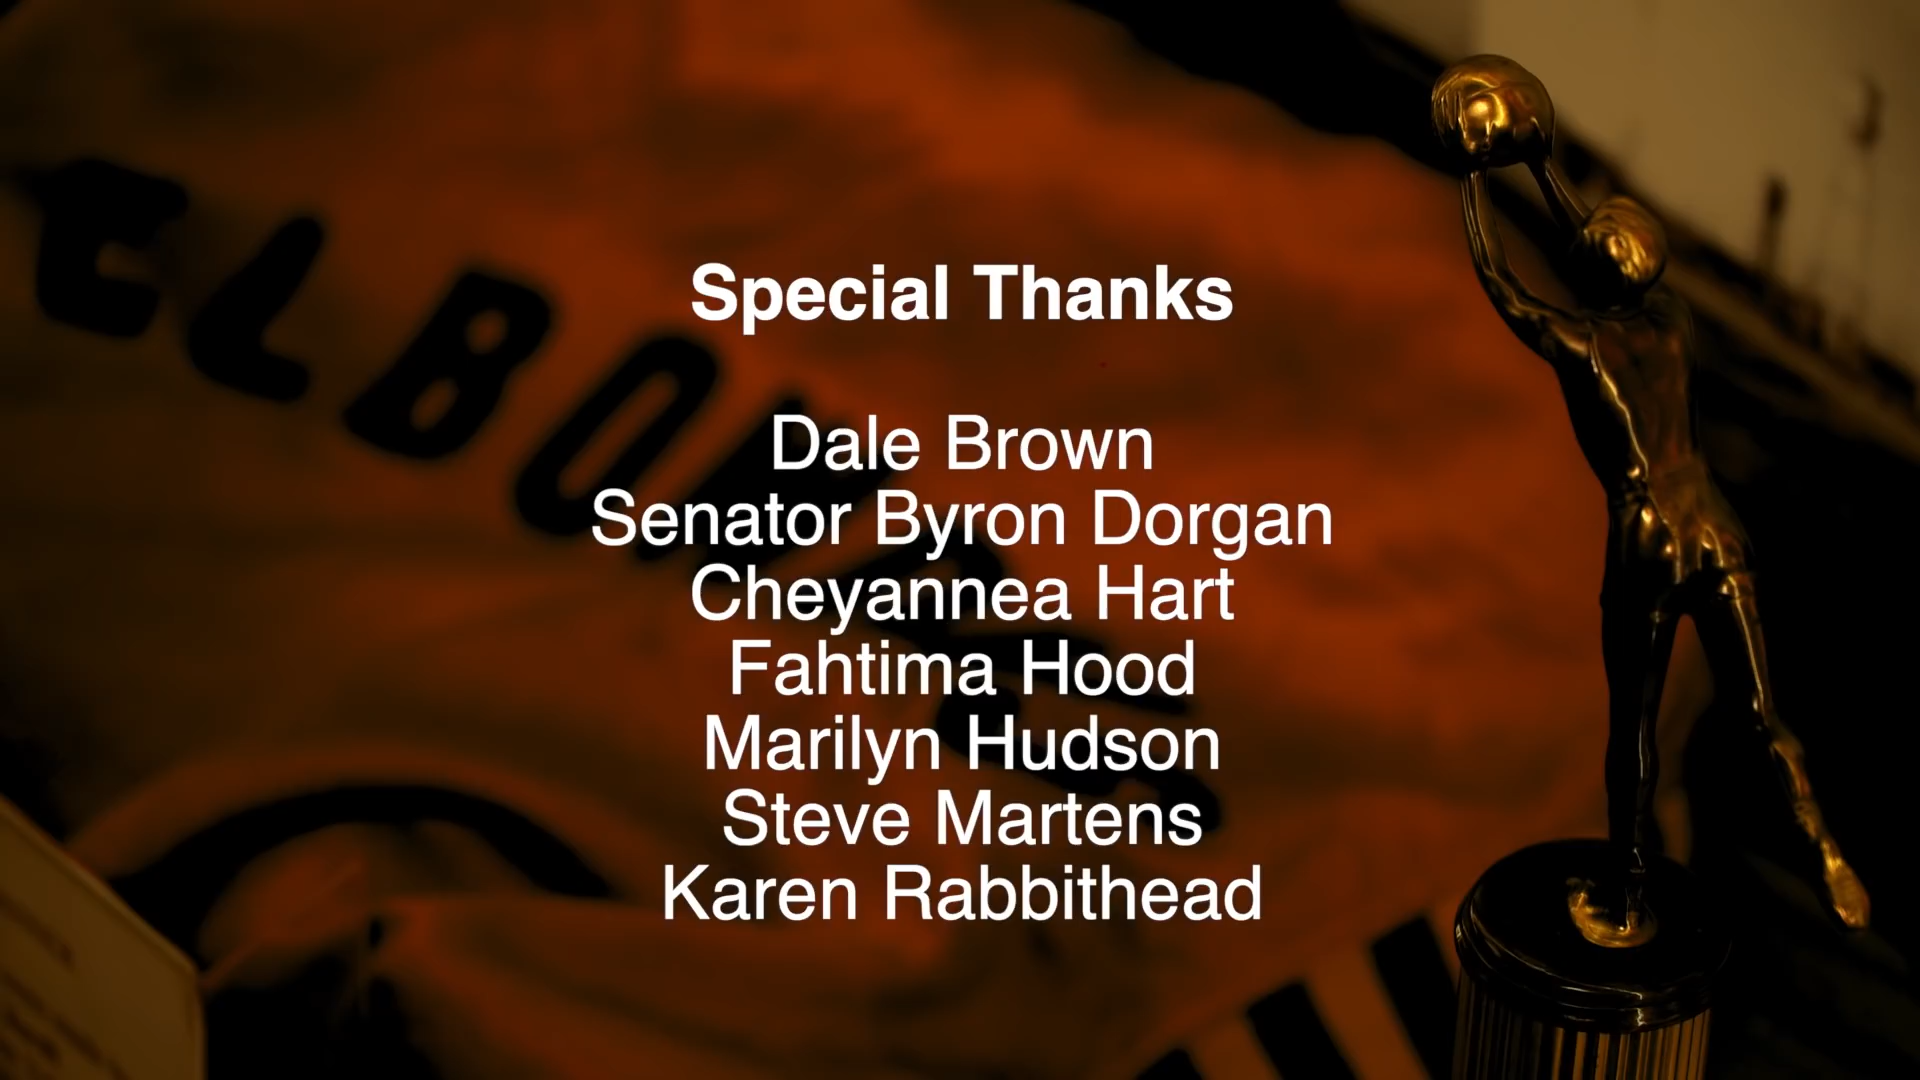 Special Thanks
Dale Brown
Senator Byron Dorgan
Cheyannea Hart
Fahtima Hood
Marilyn Hudson
Steve Martens
Karen Rabbithead